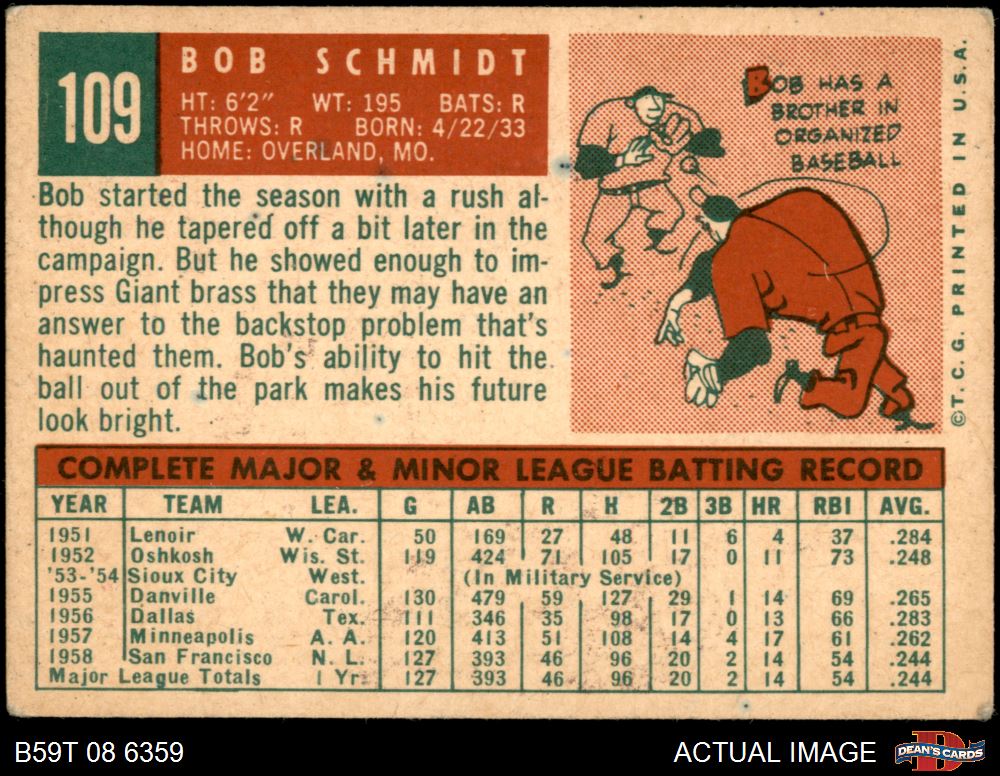 109
BOB SCHMIDT
HT: 6'2" WT: 195 BATS: R
THROWS: R BORN: 4/22/33
HOME: OVERLAND, MO.
Bob started the season with a rush al-
though he tapered off a bit later in the
campaign. But he showed enough to im-
press Giant brass that they may have an
answer to the backstop problem that's
haunted them. Bob's ability to hit the
ball out of the park makes his future
look bright.
BOB HAS A
BROTHER IN
ORGANIZED
BASEBALL
©T.C.G. PRINTED IN U.S.A.
COMPLETE MAJOR & MINOR LEAGUE BATTING RECORD
YEAR TEAM LEA. G AB R H 2B 3B HR RBI AVG.
1951 Lenoir W. Car. 50 169 27 48 11 6 4 37 .284
1952 Oshkosh Wis. St. 119 424 71 105 17 0 11 73 .248
'53-'54 Sioux City West. (In Military Service)
1955 Danville Carol. 130 479 59 127 29 1 14 69 .265
1956 Dallas Tex. 111 346 35 98 17 0 13 66 .283
1957 Minneapolis A. A. 120 413 51 108 14 4 17 61 .262
1958 San Francisco N. L. 127 393 46 96 20 2 14 54 .244
Major League Totals 1 Yr. 127 393 46 96 20 2 14 54 .244
B59T 08 6359
ACTUAL IMAGE
DEAN'S CARDS